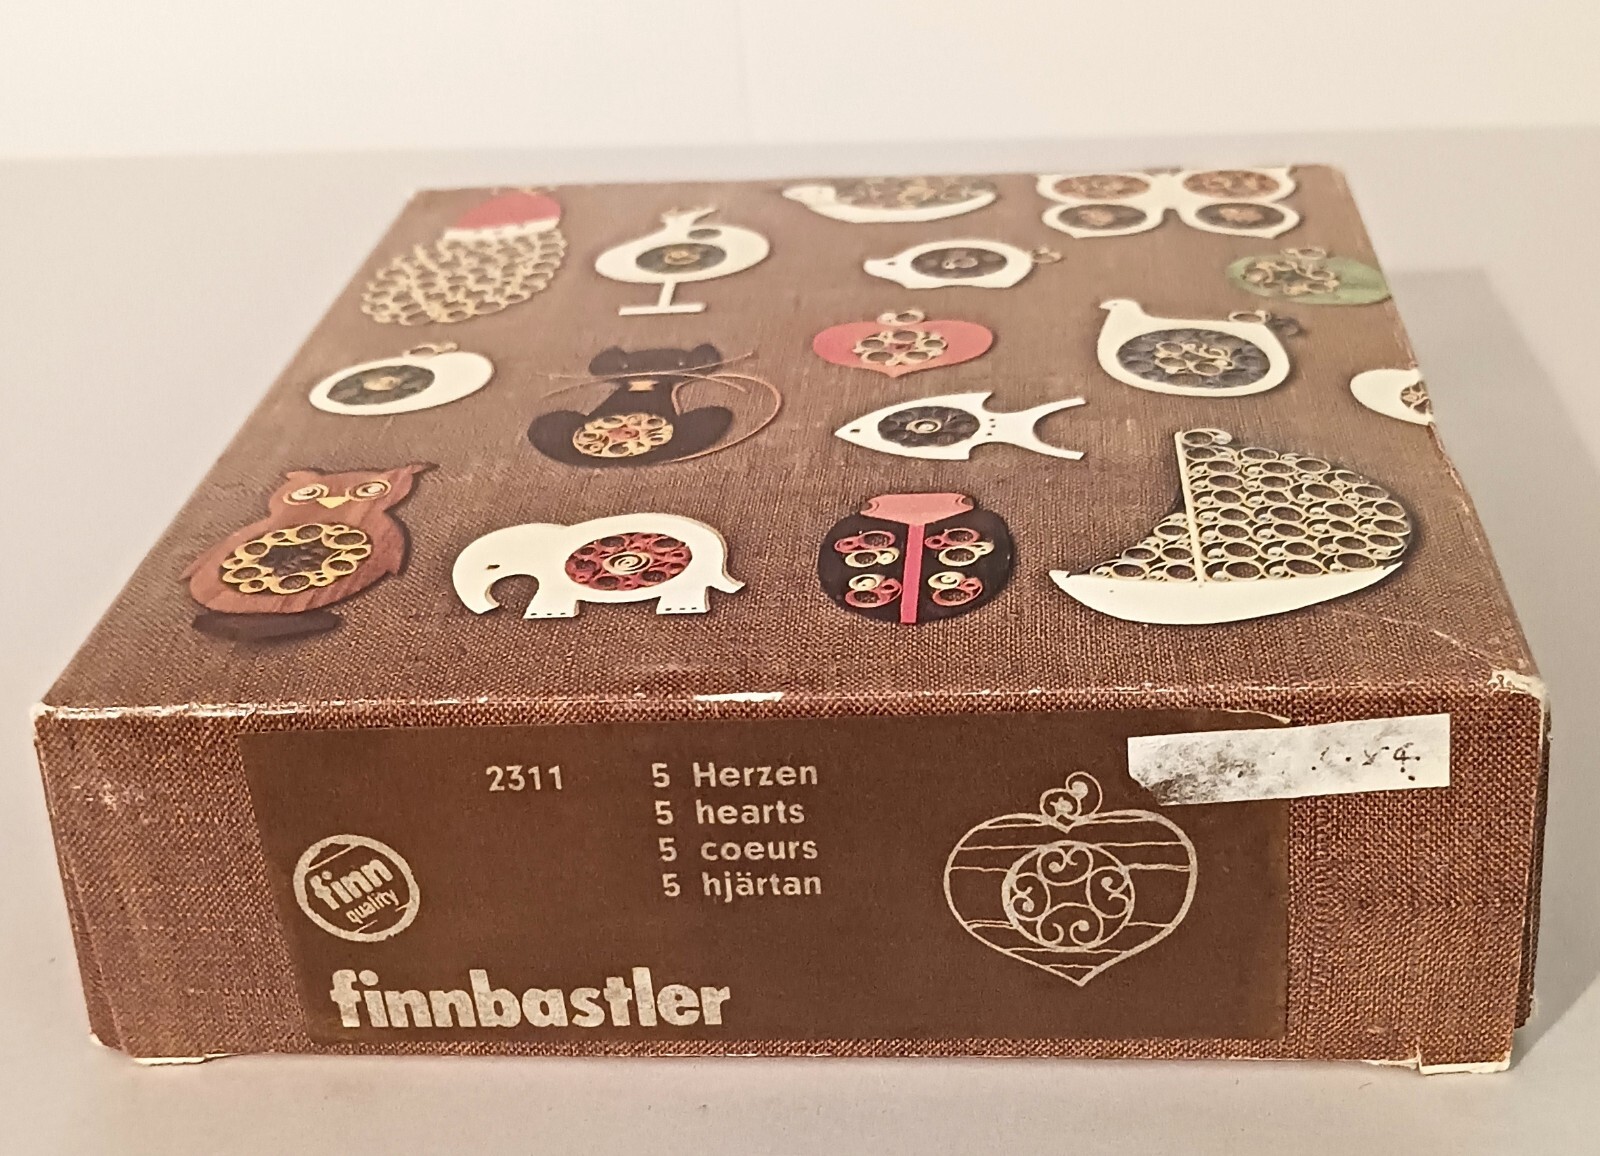 2311 5 Herzen
5 hearts
5 coeurs
5 hjärtan
finn
quality
finnbastler